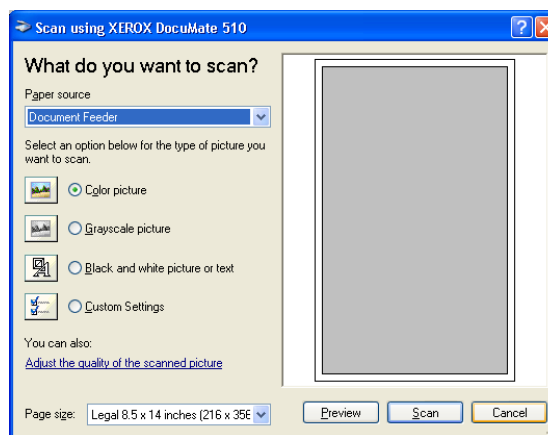 Scan using XEROX DocuMate 510
What do you want to scan?
Paper source
Document Feeder
Select an option below for the type of picture you
want to scan.
Color picture
Grayscale picture
Black and white picture or text
Custom Settings
You can also:
Adjust the quality of the scanned picture
Page size: Legal 8.5 x 14 inches (216 x 356
Preview Scan Cancel